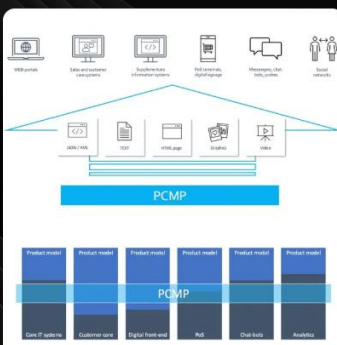 WEB portals
Sales and customer
care systems
Supplementary
information systems
PoS terminals,
digital signage
Messengers, chat-
bots, pushes
Social
networks
JSON / XML
TEXT
HTML page
Graphics
Video
PCMP
Product model
Product model
Product model
Product model
Product model
Product model
PCMP
Core IT systems
Customer care
Digital front-end
PoS
Chat-bots
Analytics